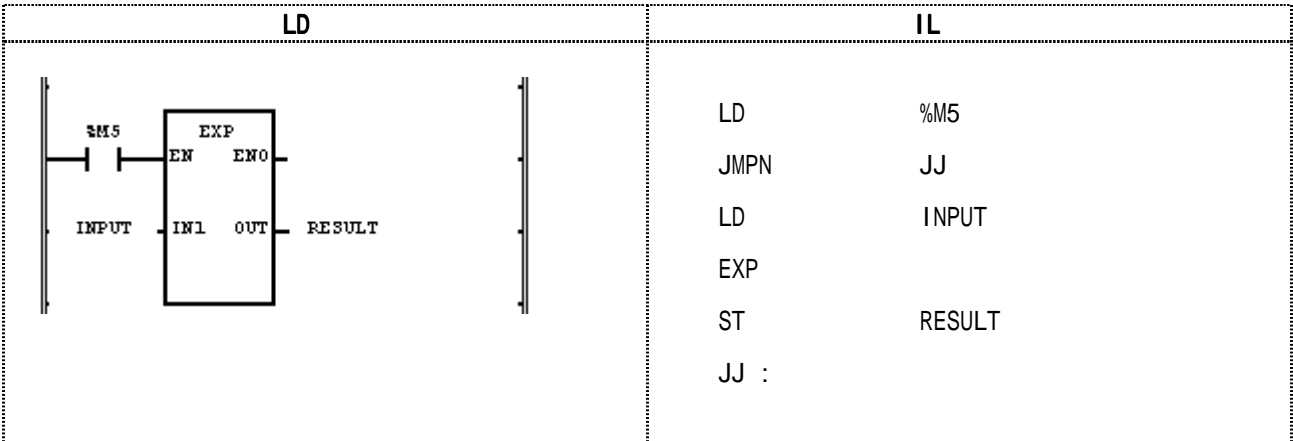 LD
IL
%M5
EXP
EN ENO
INPUT IN1 OUT RESULT
LD %M5
JMPN JJ
LD INPUT
EXP
ST RESULT
JJ :